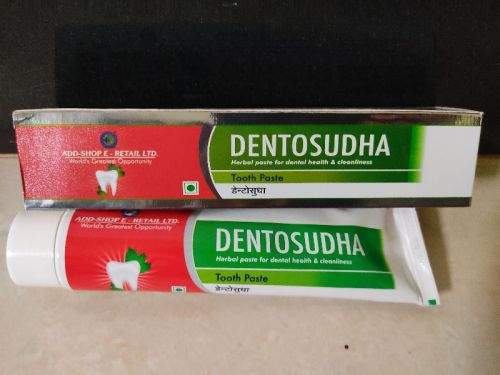 ADD-SHOP E - RETAIL LTD.
World's Greatest Opportunity
DENTOSUDHA
Herbal paste for dental health & cleanliness
Tooth Paste
डेन्टोसुधा
ADD-SHOP E - RETAIL LTD.
World's Greatest Opportunity
DENTOSUDHA
Herbal paste for dental health & cleanliness
Tooth Paste
डेन्टोसुधा